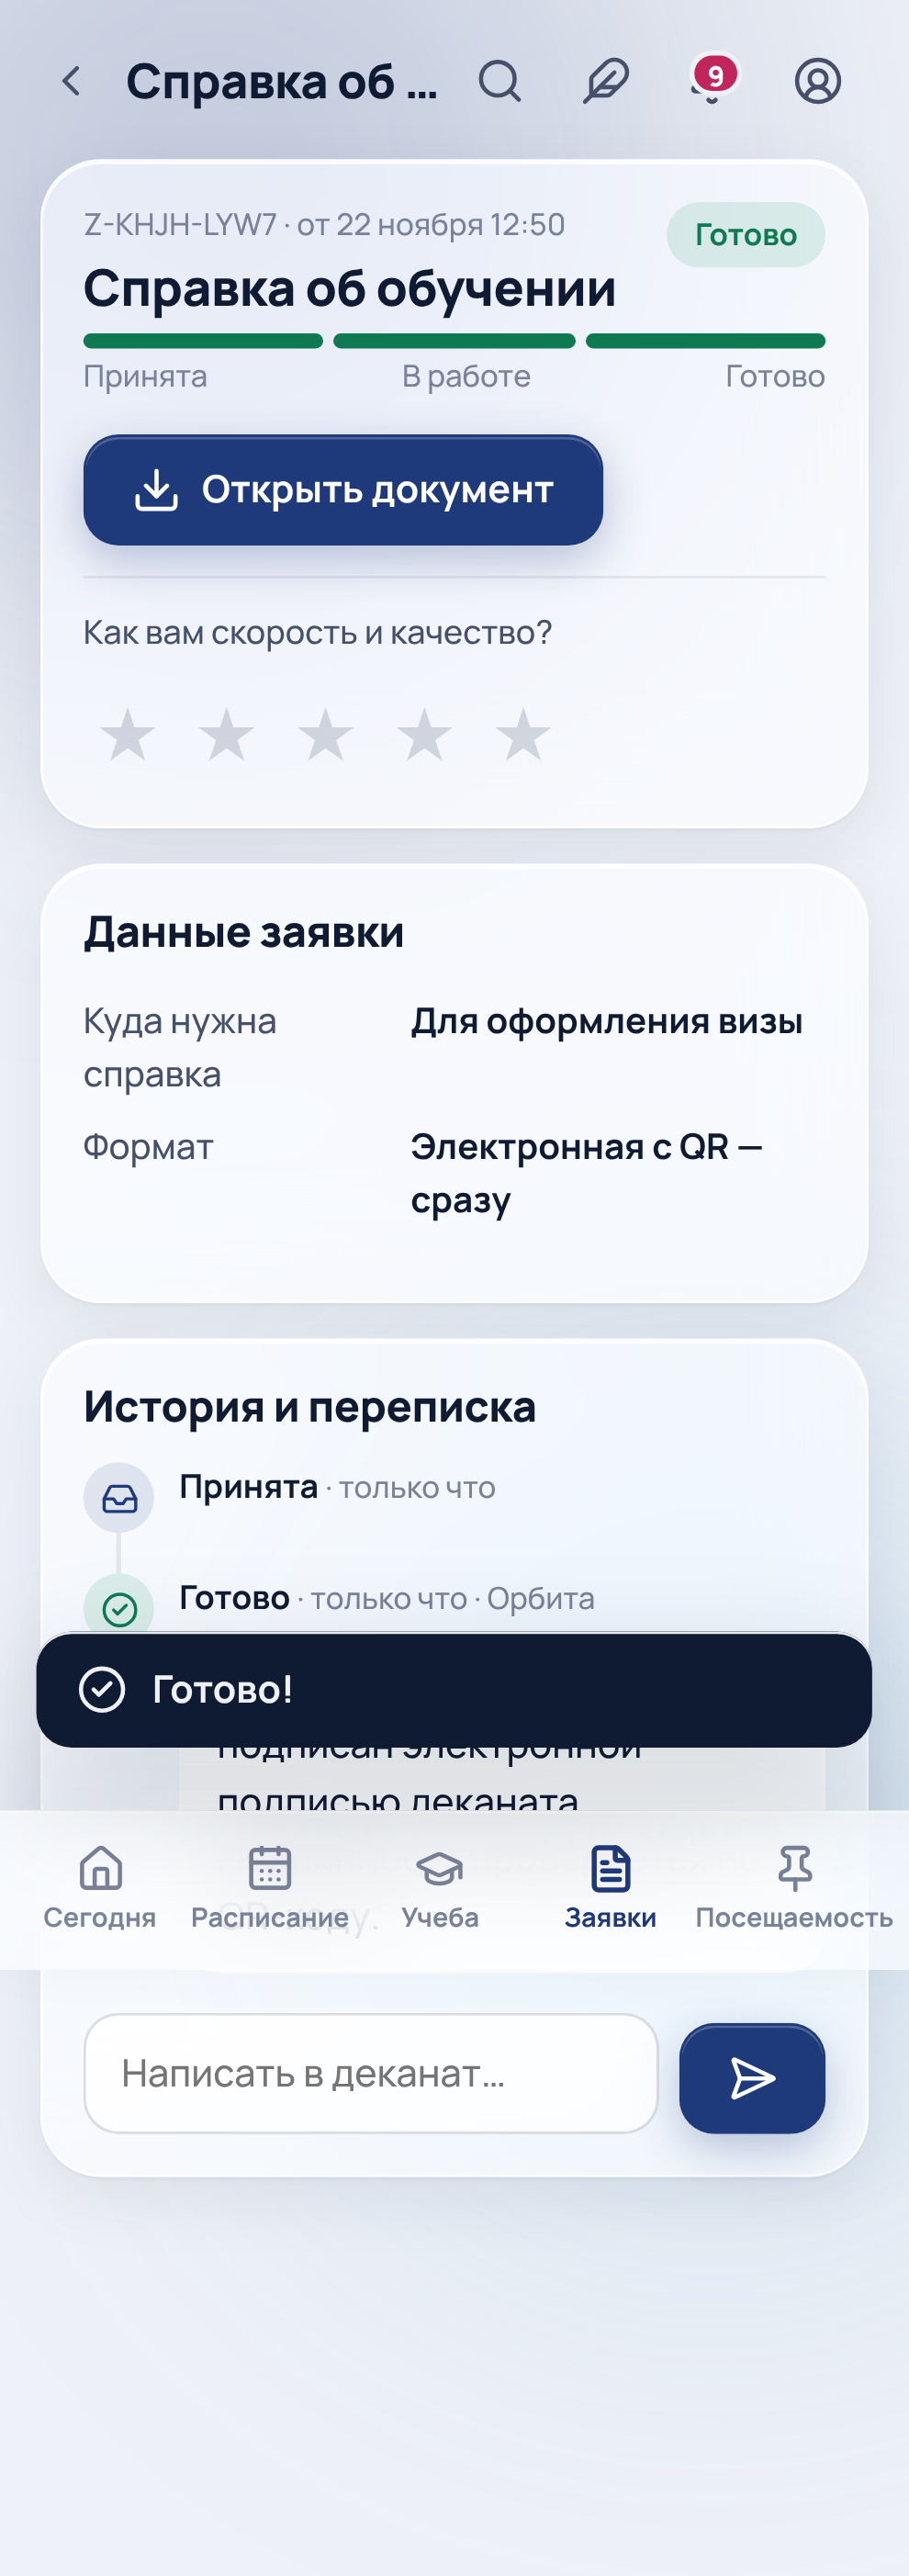 Справка об ...
9
Z-KHJH-LYW7 · от 22 ноября 12:50
Готово
Справка об обучении
Принята
В работе
Готово
Открыть документ
Как вам скорость и качество?
Данные заявки
Куда нужна справка
Для оформления визы
Формат
Электронная с QR — сразу
История и переписка
Принята · только что
Готово · только что · Орбита
Готово!
подписан электронной
подписью деканата
QR-коду.
Сегодня
Расписание
Учеба
Заявки
Посещаемость
Написать в деканат...